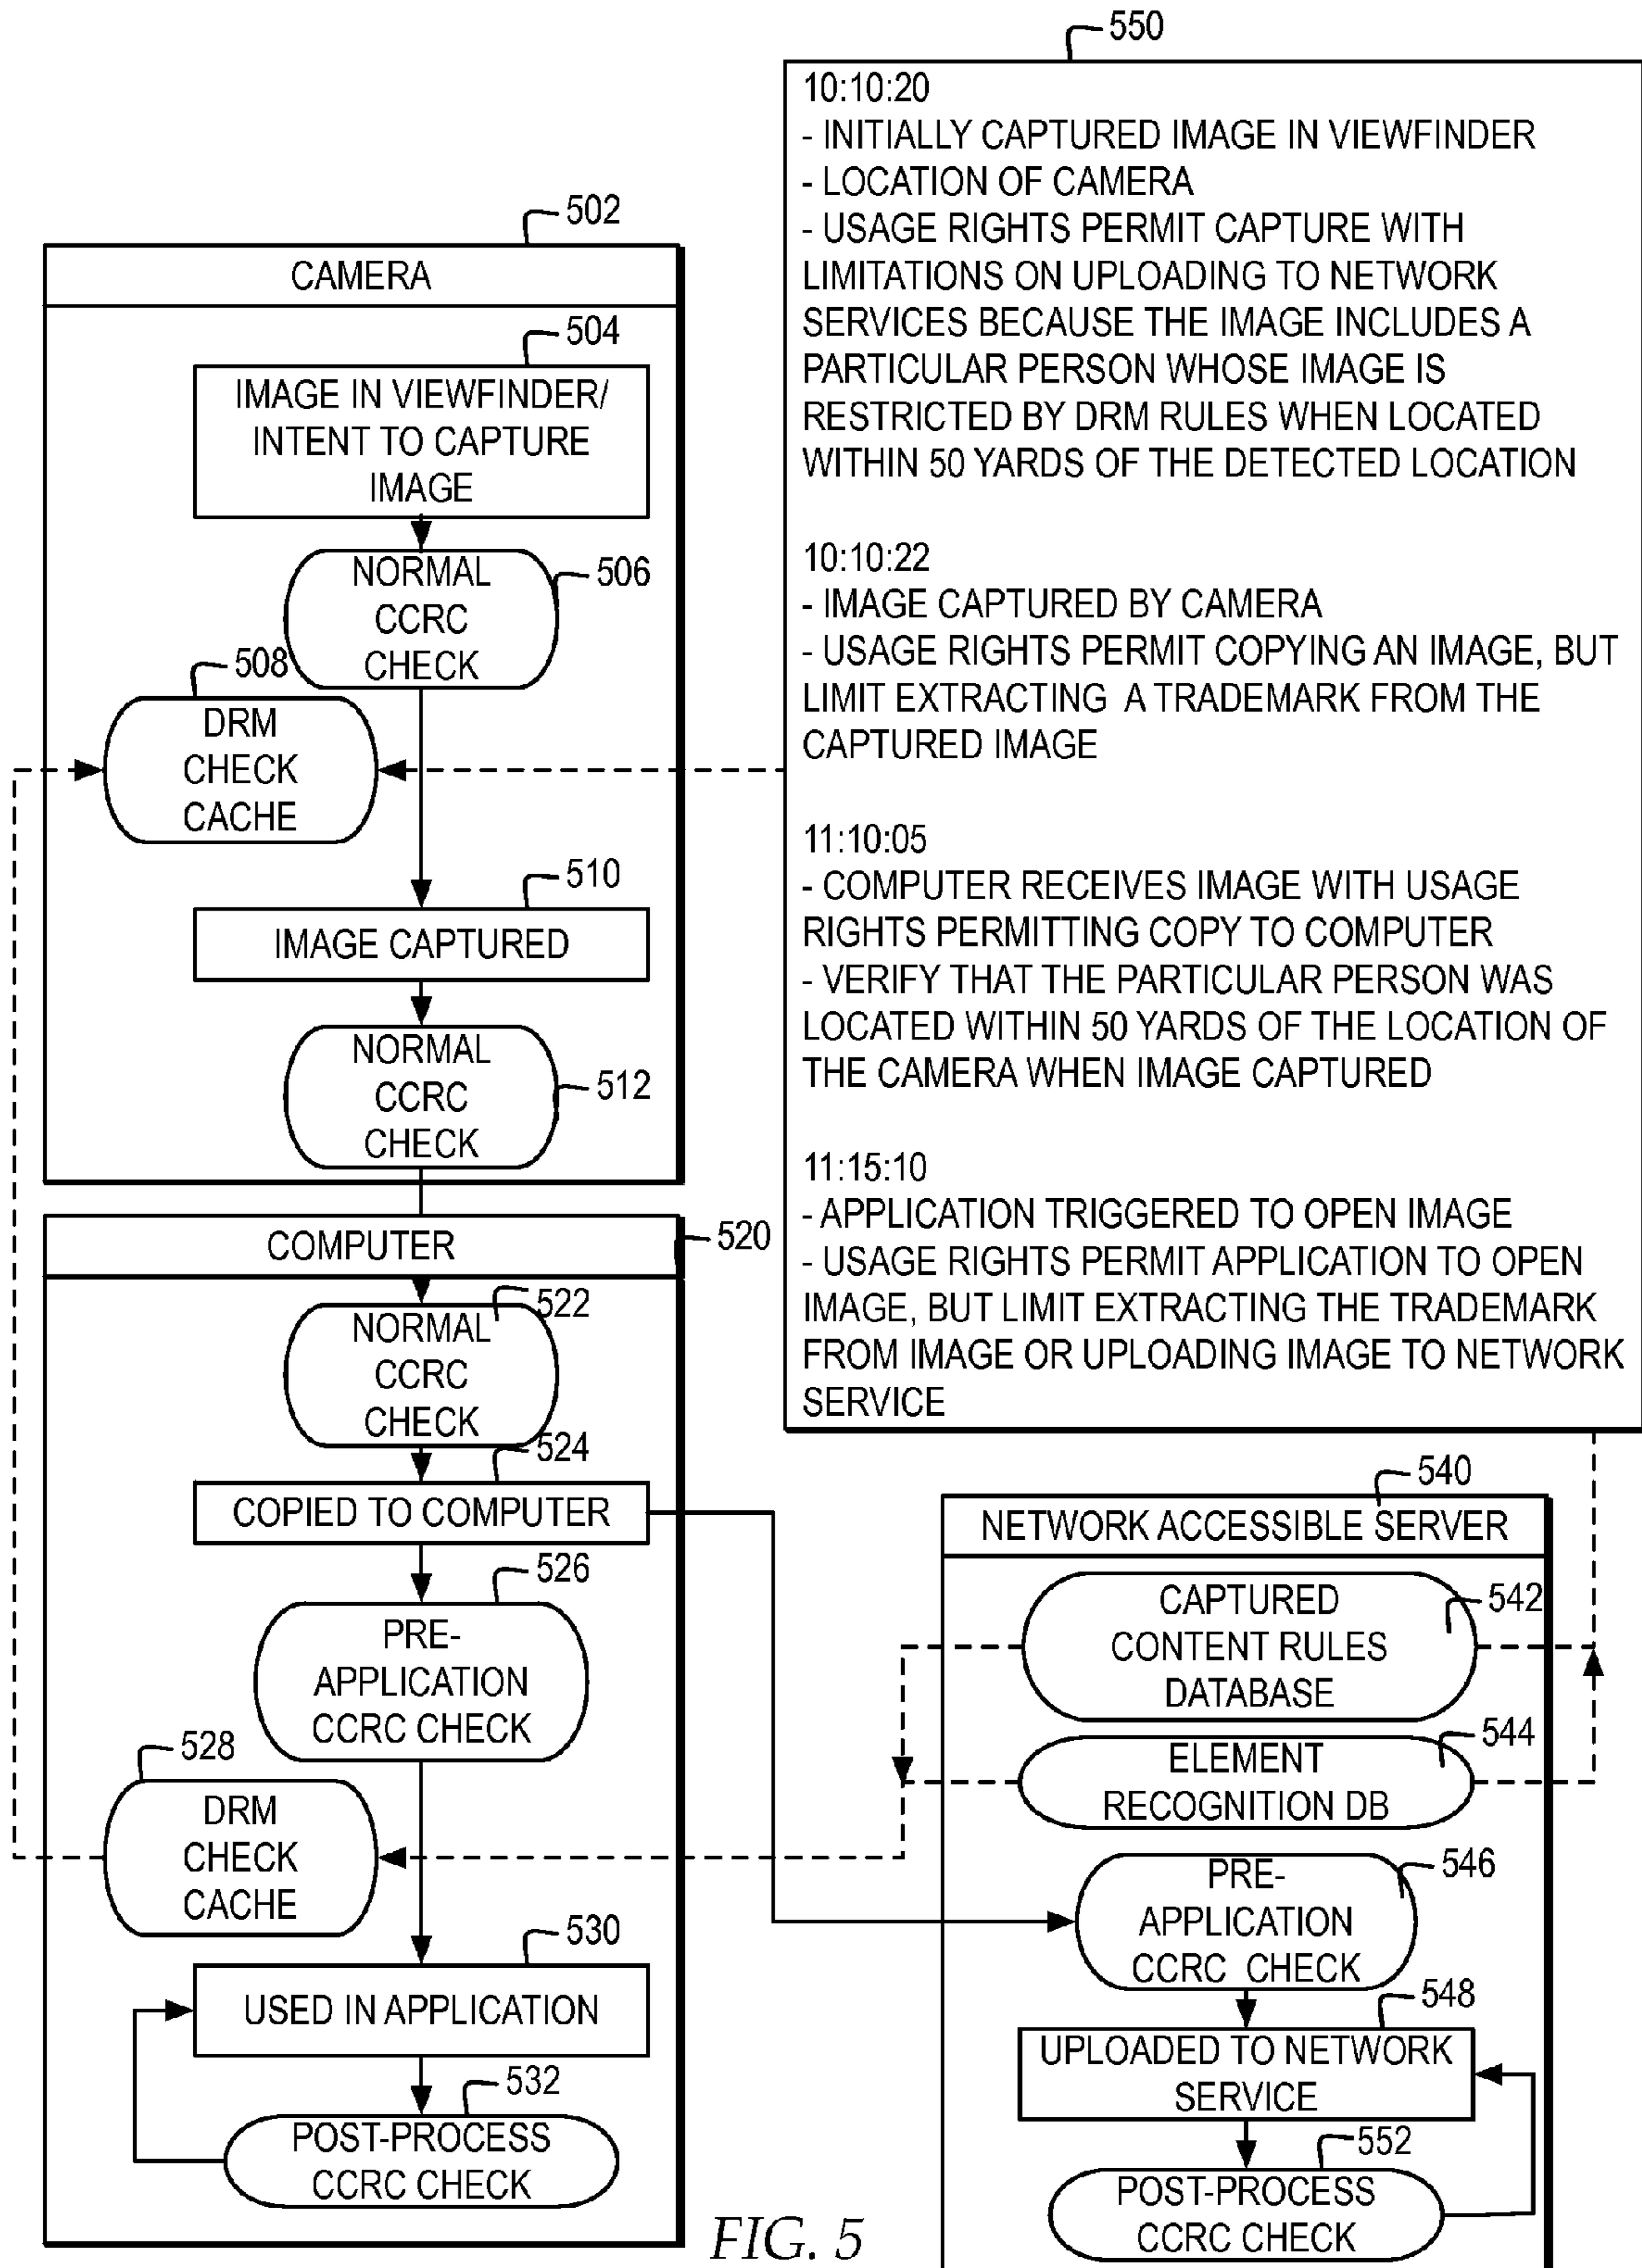 550
10:10:20
- INITIALLY CAPTURED IMAGE IN VIEWFINDER
- LOCATION OF CAMERA
- USAGE RIGHTS PERMIT CAPTURE WITH
LIMITATIONS ON UPLOADING TO NETWORK
SERVICES BECAUSE THE IMAGE INCLUDES A
PARTICULAR PERSON WHOSE IMAGE IS
RESTRICTED BY DRM RULES WHEN LOCATED
WITHIN 50 YARDS OF THE DETECTED LOCATION
10:10:22
- IMAGE CAPTURED BY CAMERA
- USAGE RIGHTS PERMIT COPYING AN IMAGE, BUT
LIMIT EXTRACTING A TRADEMARK FROM THE
CAPTURED IMAGE
11:10:05
- COMPUTER RECEIVES IMAGE WITH USAGE
RIGHTS PERMITTING COPY TO COMPUTER
- VERIFY THAT THE PARTICULAR PERSON WAS
LOCATED WITHIN 50 YARDS OF THE LOCATION OF
THE CAMERA WHEN IMAGE CAPTURED
11:15:10
- APPLICATION TRIGGERED TO OPEN IMAGE
- USAGE RIGHTS PERMIT APPLICATION TO OPEN
IMAGE, BUT LIMIT EXTRACTING THE TRADEMARK
FROM IMAGE OR UPLOADING IMAGE TO NETWORK
SERVICE
502
CAMERA
504
IMAGE IN VIEWFINDER/
INTENT TO CAPTURE
IMAGE
NORMAL
CCRC
CHECK
506
508
DRM
CHECK
CACHE
510
IMAGE CAPTURED
NORMAL
CCRC
CHECK
512
COMPUTER
520
522
NORMAL
CCRC
CHECK
524
COPIED TO COMPUTER
526
PRE-
APPLICATION
CCRC CHECK
528
DRM
CHECK
CACHE
530
USED IN APPLICATION
532
POST-PROCESS
CCRC CHECK
540
NETWORK ACCESSIBLE SERVER
CAPTURED
CONTENT RULES
DATABASE
542
544
ELEMENT
RECOGNITION DB
546
PRE-
APPLICATION
CCRC CHECK
548
UPLOADED TO NETWORK
SERVICE
552
POST-PROCESS
CCRC CHECK
FIG. 5